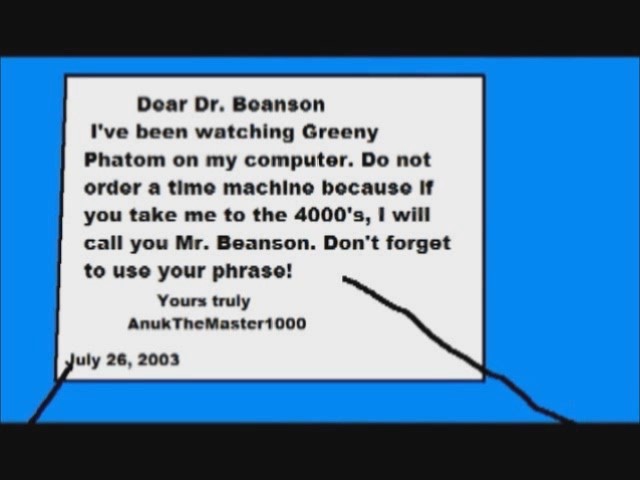 Dear Dr. Beanson
I've been watching Greeny
Phatom on my computer. Do not
order a time machine because if
you take me to the 4000's, I will
call you Mr. Beanson. Don't forget
to use your phrase!
Yours truly
AnukTheMaster1000
July 26, 2003